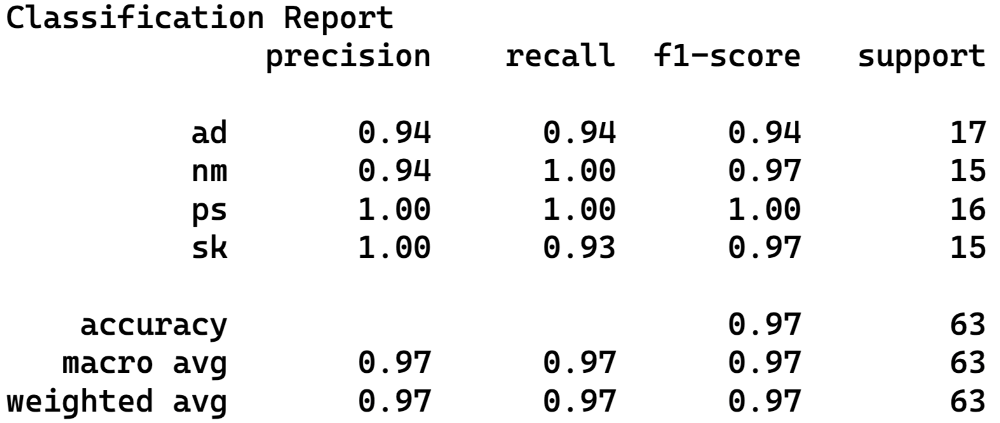 Classification Report
precision recall f1-score support
ad 0.94 0.94 0.94 17
nm 0.94 1.00 0.97 15
ps 1.00 1.00 1.00 16
sk 1.00 0.93 0.97 15
accuracy 0.97 63
macro avg 0.97 0.97 0.97 63
weighted avg 0.97 0.97 0.97 63